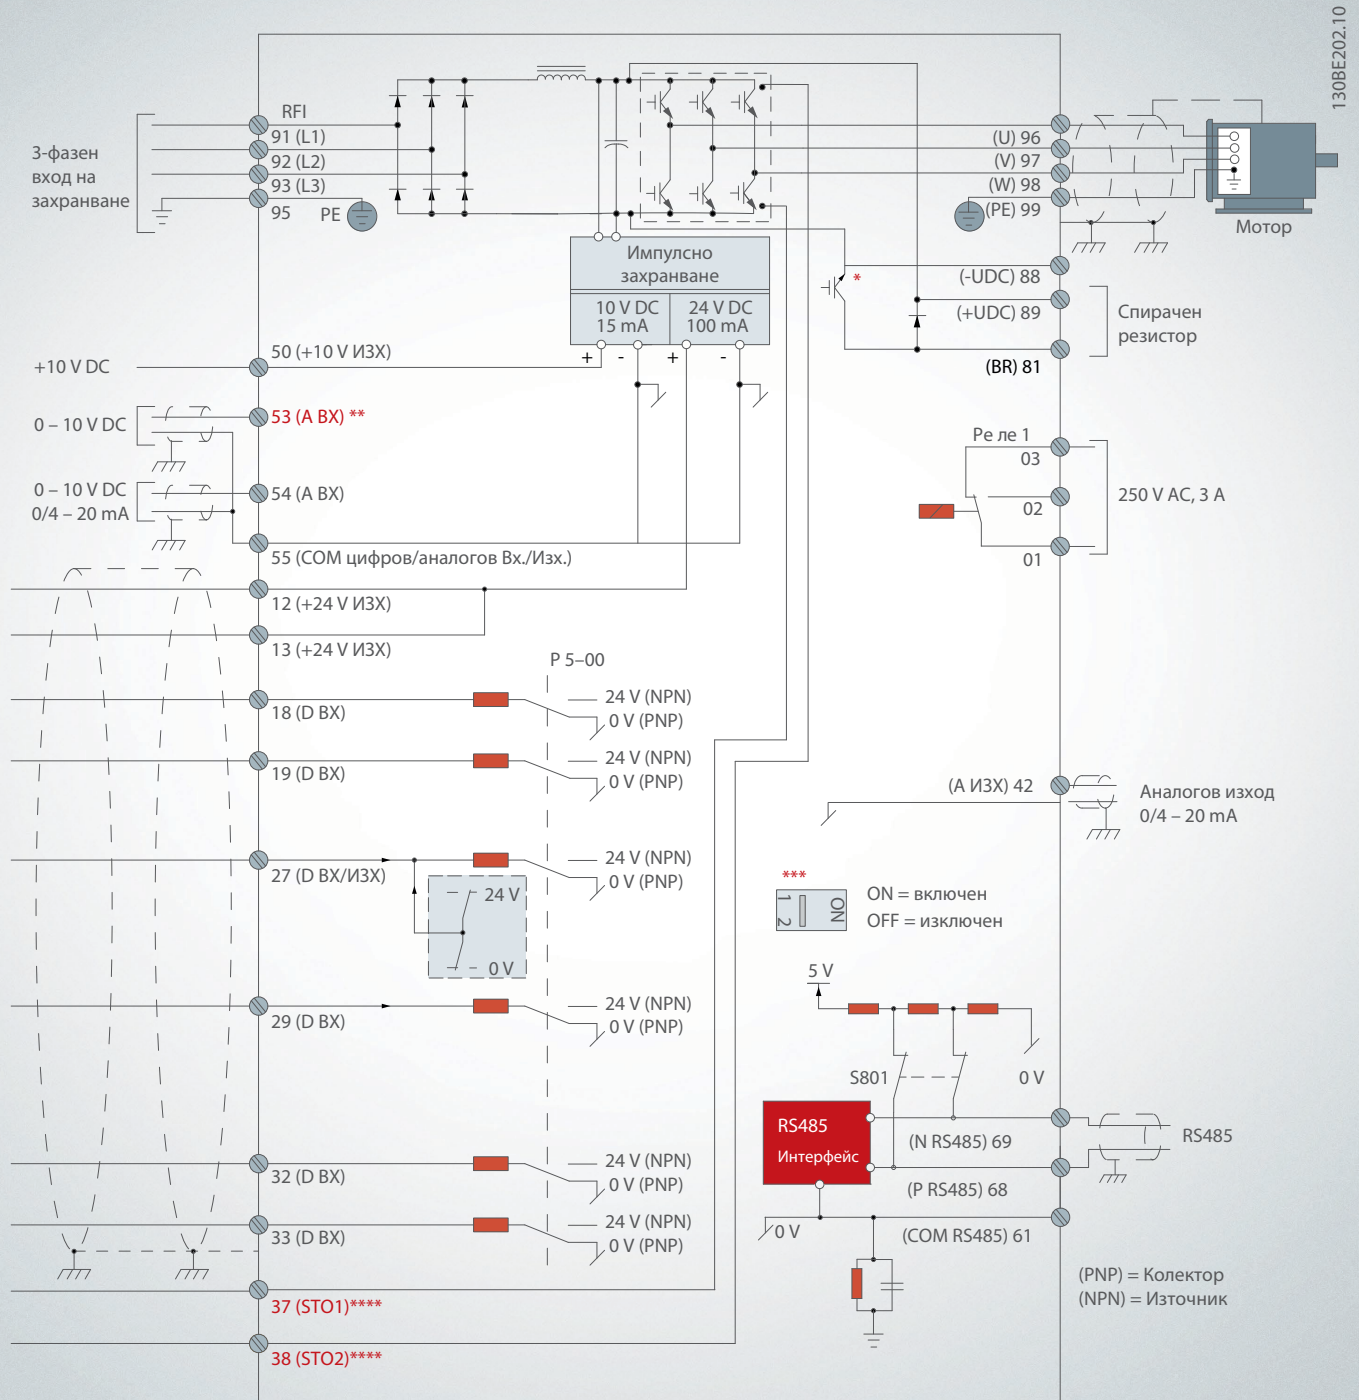 130BE202.10
RFI
91 (L1)
92 (L2)
93 (L3)
95
PE
3-фазен
вход на
захранване
(U) 96
(V) 97
(W) 98
(PE) 99
Мотор
Импулсно
захранване
10 V DC
15 mA
24 V DC
100 mA
+ - + -
*
(-UDC) 88
(+UDC) 89
(BR) 81
Спирачен
резистор
+10 V DC
50 (+10 V ИЗХ)
0 – 10 V DC
53 (A ВХ) **
0 – 10 V DC
0/4 – 20 mA
54 (A ВХ)
55 (COM цифров/аналогов Вх./Изх.)
12 (+24 V ИЗХ)
13 (+24 V ИЗХ)
Ре ле 1
03
02
01
250 V AC, 3 A
P 5–00
18 (D ВХ)
24 V (NPN)
0 V (PNP)
19 (D ВХ)
24 V (NPN)
0 V (PNP)
27 (D ВХ/ИЗХ)
24 V (NPN)
0 V (PNP)
24 V
0 V
29 (D ВХ)
24 V (NPN)
0 V (PNP)
32 (D ВХ)
24 V (NPN)
0 V (PNP)
33 (D ВХ)
24 V (NPN)
0 V (PNP)
37 (STO1)****
38 (STO2)****
(A ИЗХ) 42
Аналогов изход
0/4 – 20 mA
***
1 2 ON
ON = включен
OFF = изключен
5 V
S801
0 V
RS485
Интерфейс
(N RS485) 69
(P RS485) 68
RS485
0 V
(COM RS485) 61
(PNP) = Колектор
(NPN) = Източник